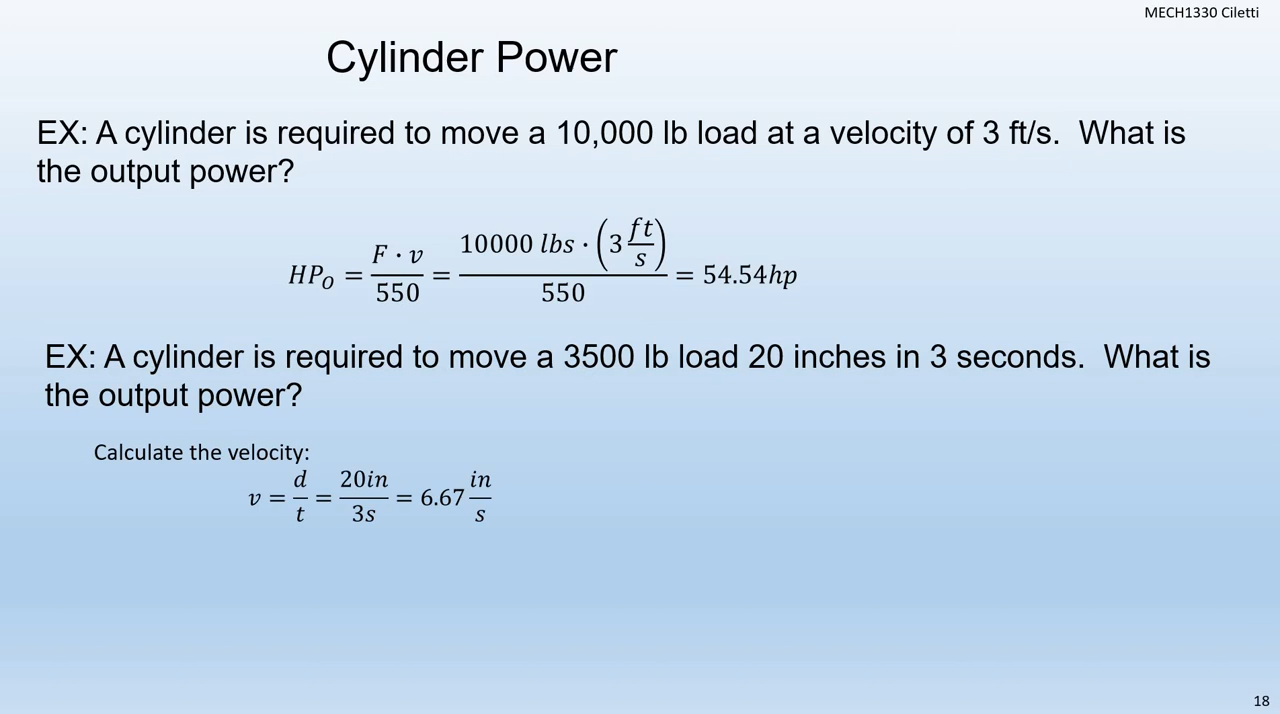 MECH1330 Ciletti
Cylinder Power
EX: A cylinder is required to move a 10,000 lb load at a velocity of 3 ft/s.  What is
the output power?
HP_O = F · v / 550 = 10000 lbs · (3 ft/s) / 550 = 54.54hp
EX: A cylinder is required to move a 3500 lb load 20 inches in 3 seconds.  What is
the output power?
Calculate the velocity:
v = d/t = 20in/3s = 6.67 in/s
18